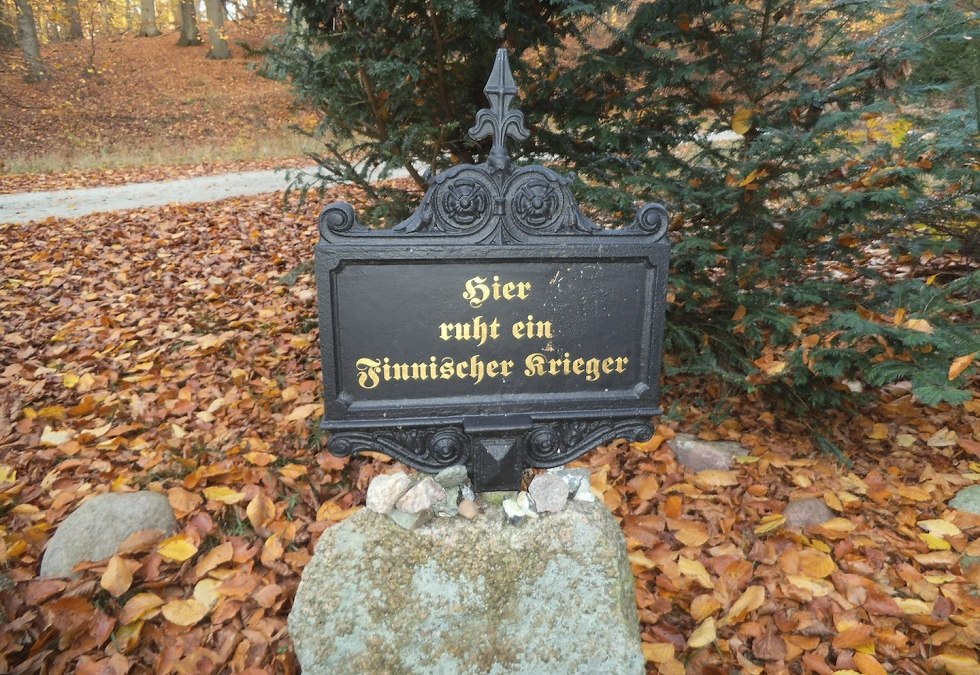 Hier
ruht ein
Finnischer Krieger